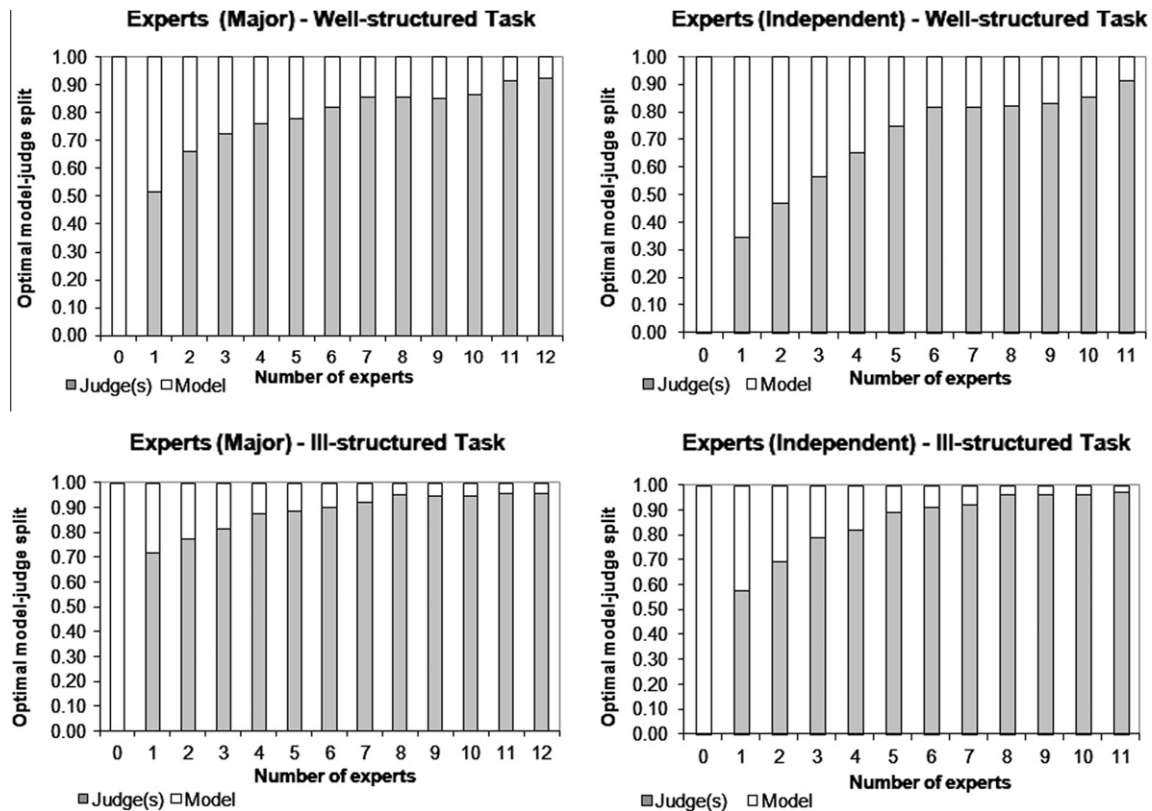 Experts (Major) - Well-structured Task
Optimal model-judge split
1.00
0.90
0.80
0.70
0.60
0.50
0.40
0.30
0.20
0.10
0.00
0 1 2 3 4 5 6 7 8 9 10 11 12
Number of experts
Judge(s) Model
Experts (Independent) - Well-structured Task
Optimal model-judge split
1.00
0.90
0.80
0.70
0.60
0.50
0.40
0.30
0.20
0.10
0.00
0 1 2 3 4 5 6 7 8 9 10 11
Number of experts
Judge(s) Model
Experts (Major) - Ill-structured Task
Optimal model-judge split
1.00
0.90
0.80
0.70
0.60
0.50
0.40
0.30
0.20
0.10
0.00
0 1 2 3 4 5 6 7 8 9 10 11 12
Number of experts
Judge(s) Model
Experts (Independent) - Ill-structured Task
Optimal model-judge split
1.00
0.90
0.80
0.70
0.60
0.50
0.40
0.30
0.20
0.10
0.00
0 1 2 3 4 5 6 7 8 9 10 11
Number of experts
Judge(s) Model